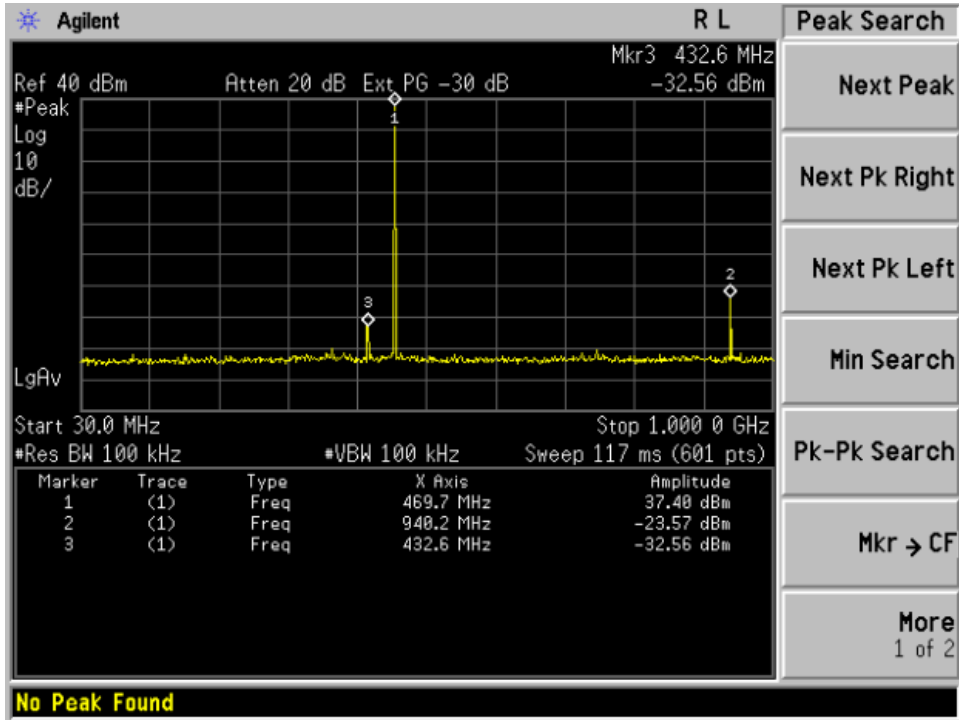 Agilent R L Peak Search
Mkr3 432.6 MHz
Ref 40 dBm Atten 20 dB Ext PG -30 dB -32.56 dBm
#Peak
Log
10
dB/
1
2
3
LgAv
Start 30.0 MHz Stop 1.000 0 GHz
#Res BW 100 kHz #VBW 100 kHz Sweep 117 ms (601 pts)
Marker Trace Type X Axis Amplitude
1 (1) Freq 469.7 MHz 37.40 dBm
2 (1) Freq 940.2 MHz -23.57 dBm
3 (1) Freq 432.6 MHz -32.56 dBm
Next Peak
Next Pk Right
Next Pk Left
Min Search
Pk-Pk Search
Mkr → CF
More
1 of 2
No Peak Found